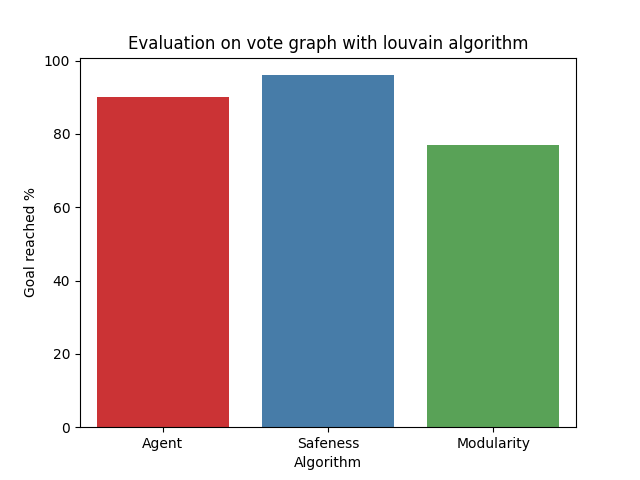 Evaluation on vote graph with louvain algorithm
100
80
60
40
20
0
Goal reached %
Agent
Safeness
Modularity
Algorithm